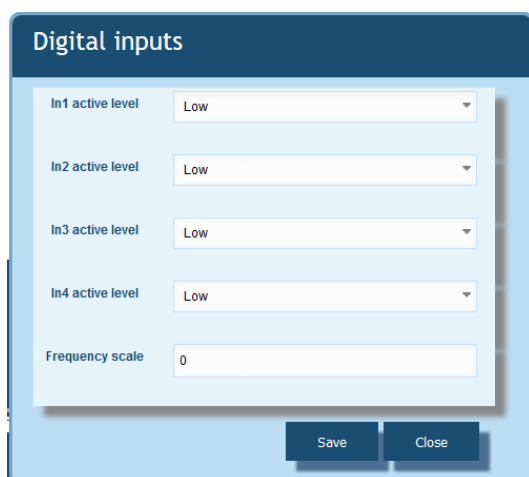 Digital inputs
In1 active level Low
In2 active level Low
In3 active level Low
In4 active level Low
Frequency scale 0
Save Close